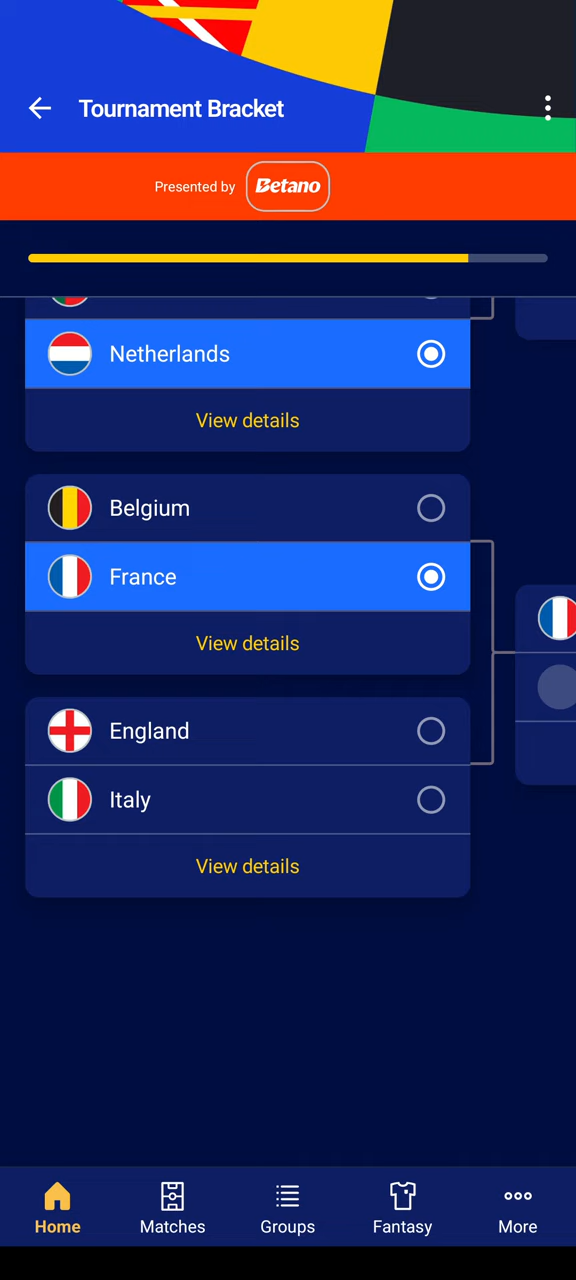 Tournament Bracket
Presented by Betano
Netherlands
View details
Belgium
France
View details
England
Italy
View details
Home Matches Groups Fantasy More